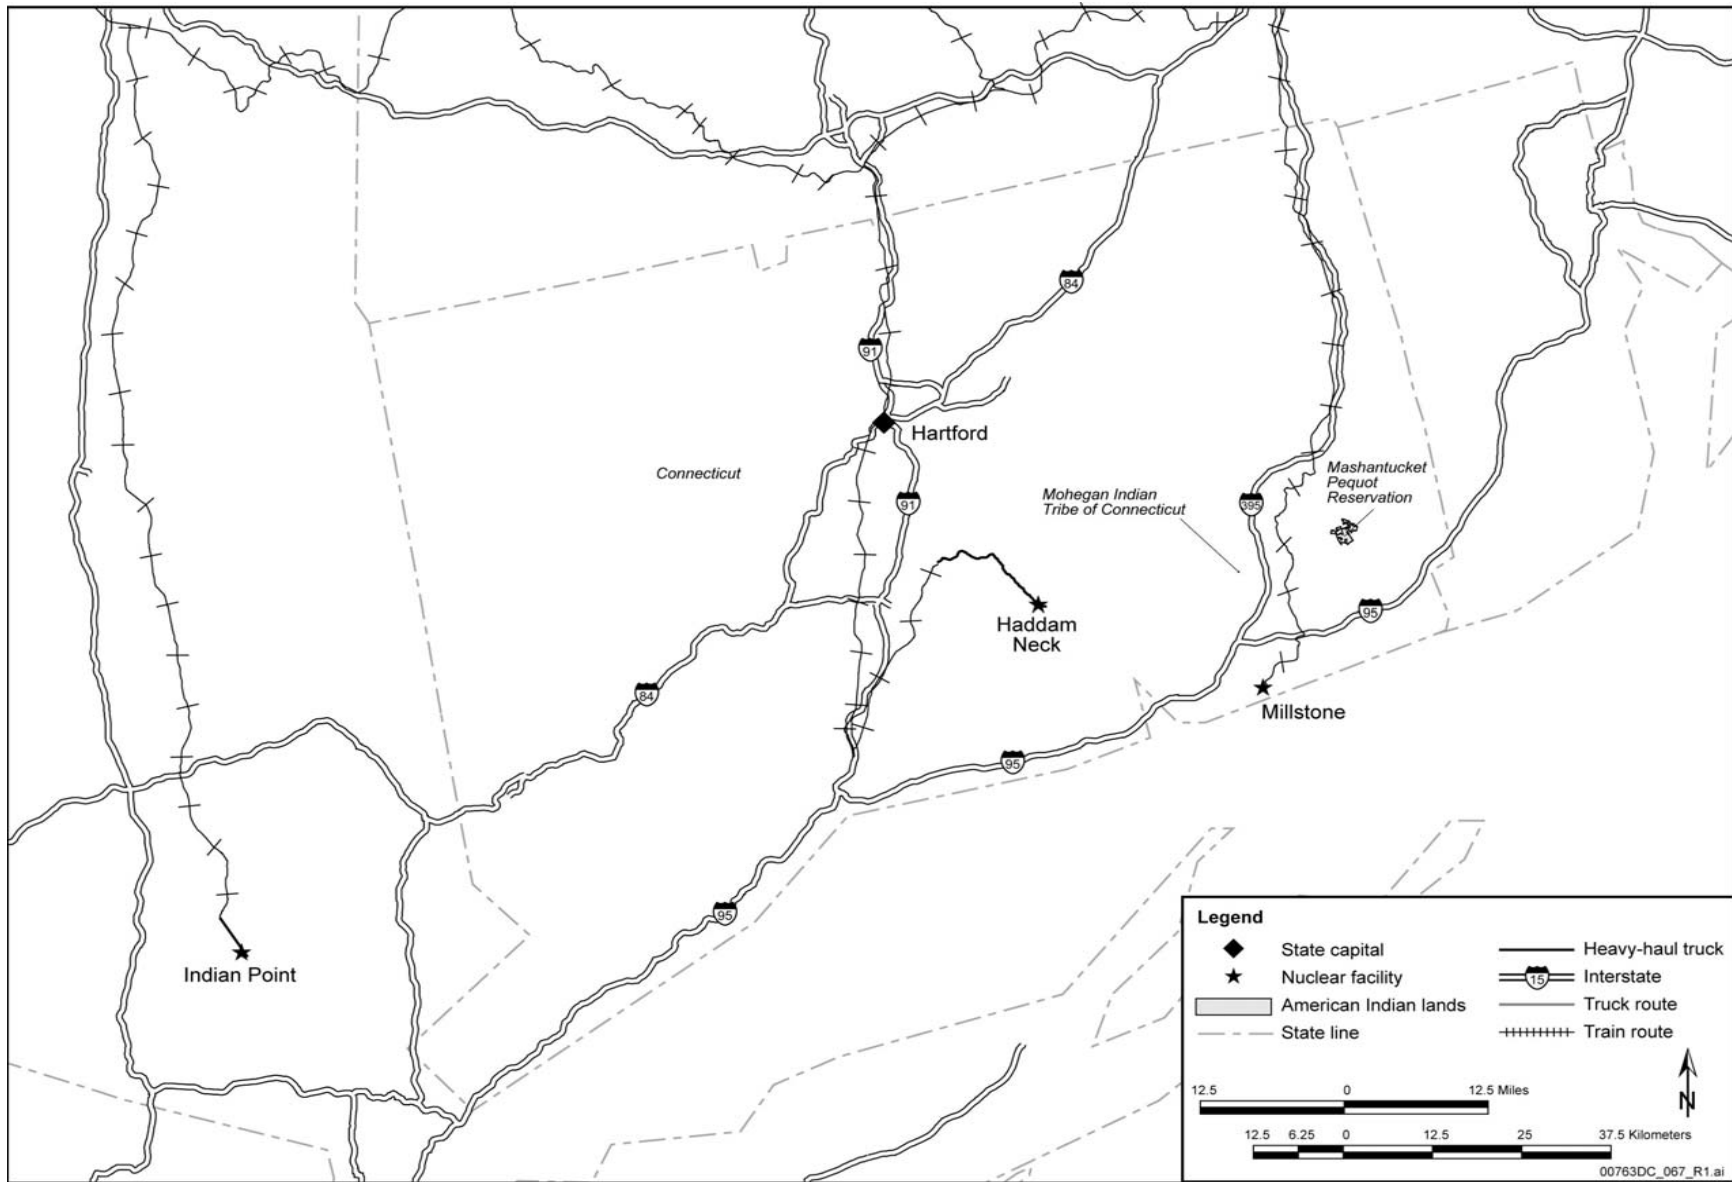 84
91
Hartford
Connecticut
Mashantucket
Pequot
Reservation
Mohegan Indian
Tribe of Connecticut
395
91
Haddam
Neck
95
84
Millstone
95
95
Indian Point
Legend
State capital
Nuclear facility
American Indian lands
State line
Heavy-haul truck
15
Interstate
Truck route
Train route
12.5 0 12.5 Miles
12.5 6.25 0 12.5 25 37.5 Kilometers
N
00763DC_067_R1.ai